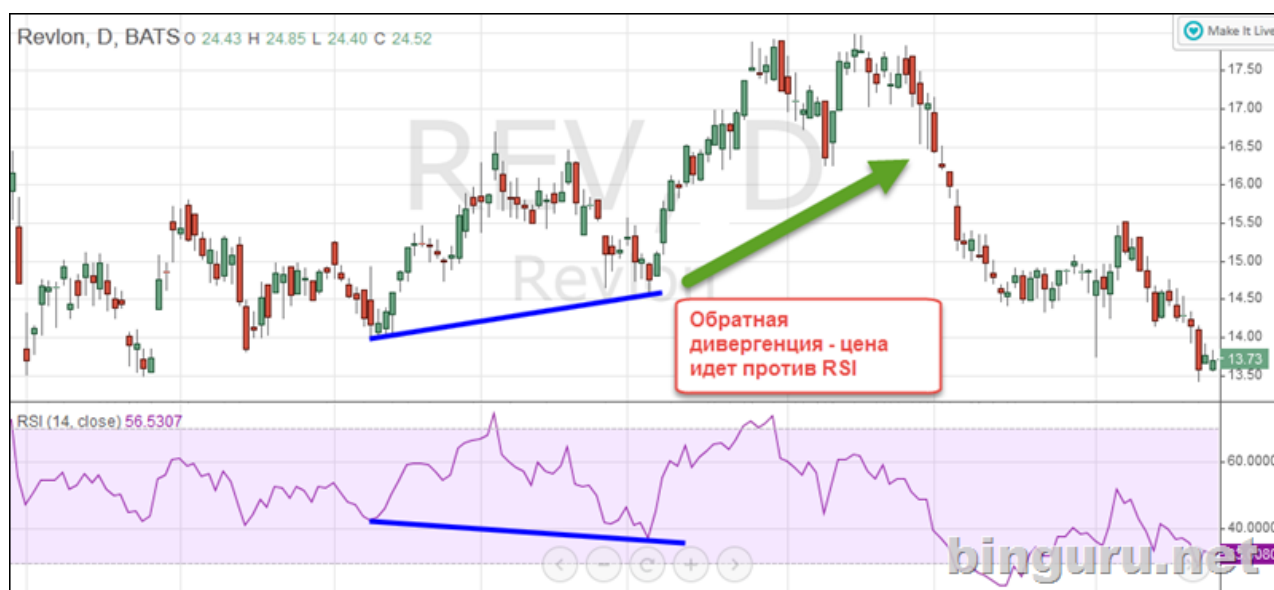 Revlon, D, BATS O 24.43 H 24.85 L 24.40 C 24.52
Make It Live
REV, D
Revlon
17.50
17.00
16.50
16.00
15.50
15.00
14.50
14.00
13.73
13.50
Обратная
дивергенция - цена
идет против RSI
RSI (14, close) 56.5307
60.0000
40.0000
binguru.net